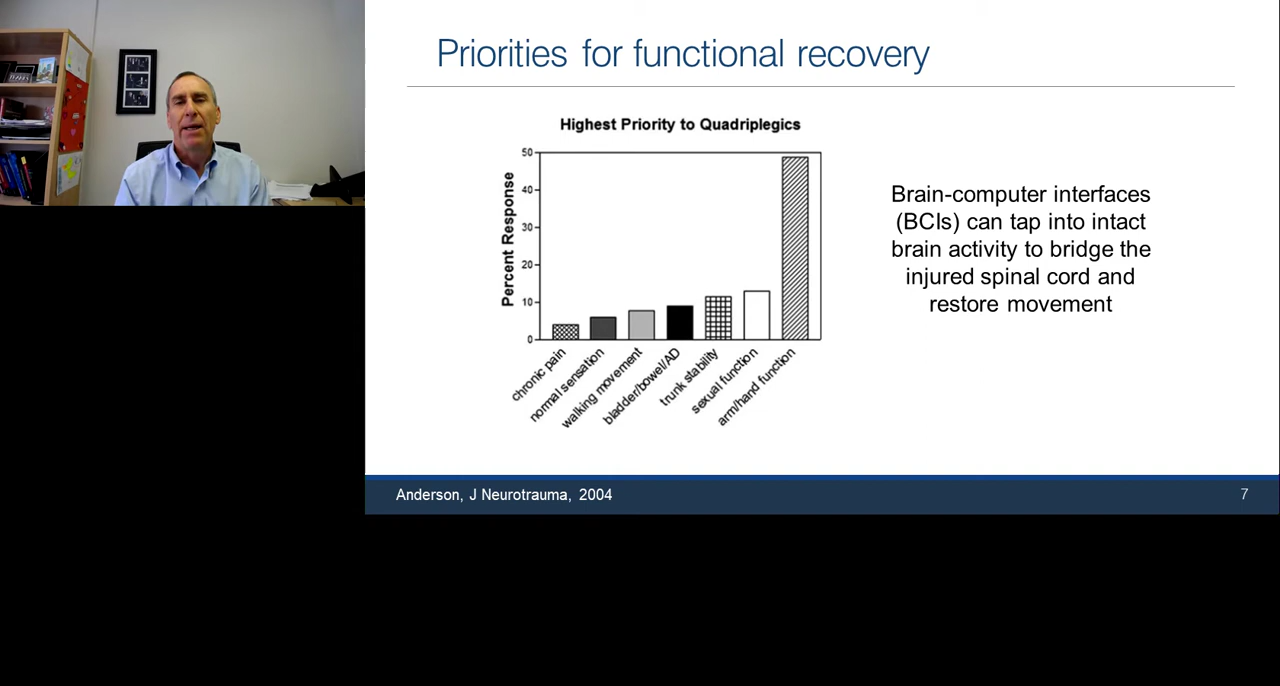 Priorities for functional recovery
Highest Priority to Quadriplegics
Percent Response
50
40
30
20
10
0
chronic pain
normal sensation
walking movement
bladder/bowel/AD
trunk stability
sexual function
arm/hand function
Brain-computer interfaces
(BCIs) can tap into intact
brain activity to bridge the
injured spinal cord and
restore movement
Anderson, J Neurotrauma, 2004
7